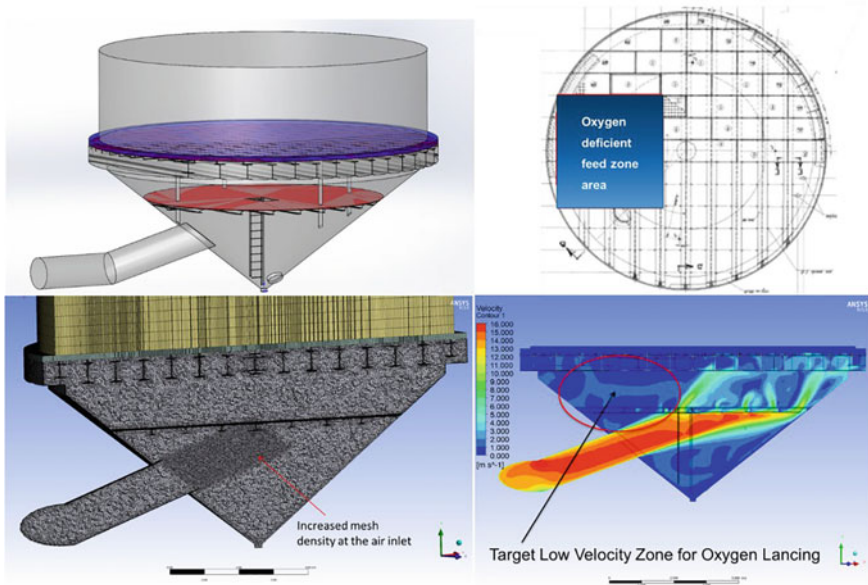 Oxygen
deficient
feed zone
area
ANSYS
Increased mesh
density at the air inlet
Velocity
Contour 1
16.000
15.000
14.000
13.000
12.000
11.000
10.000
9.000
8.000
7.000
6.000
5.000
4.000
3.000
2.000
1.000
0.000
[m s^-1]
ANSYS
Target Low Velocity Zone for Oxygen Lancing